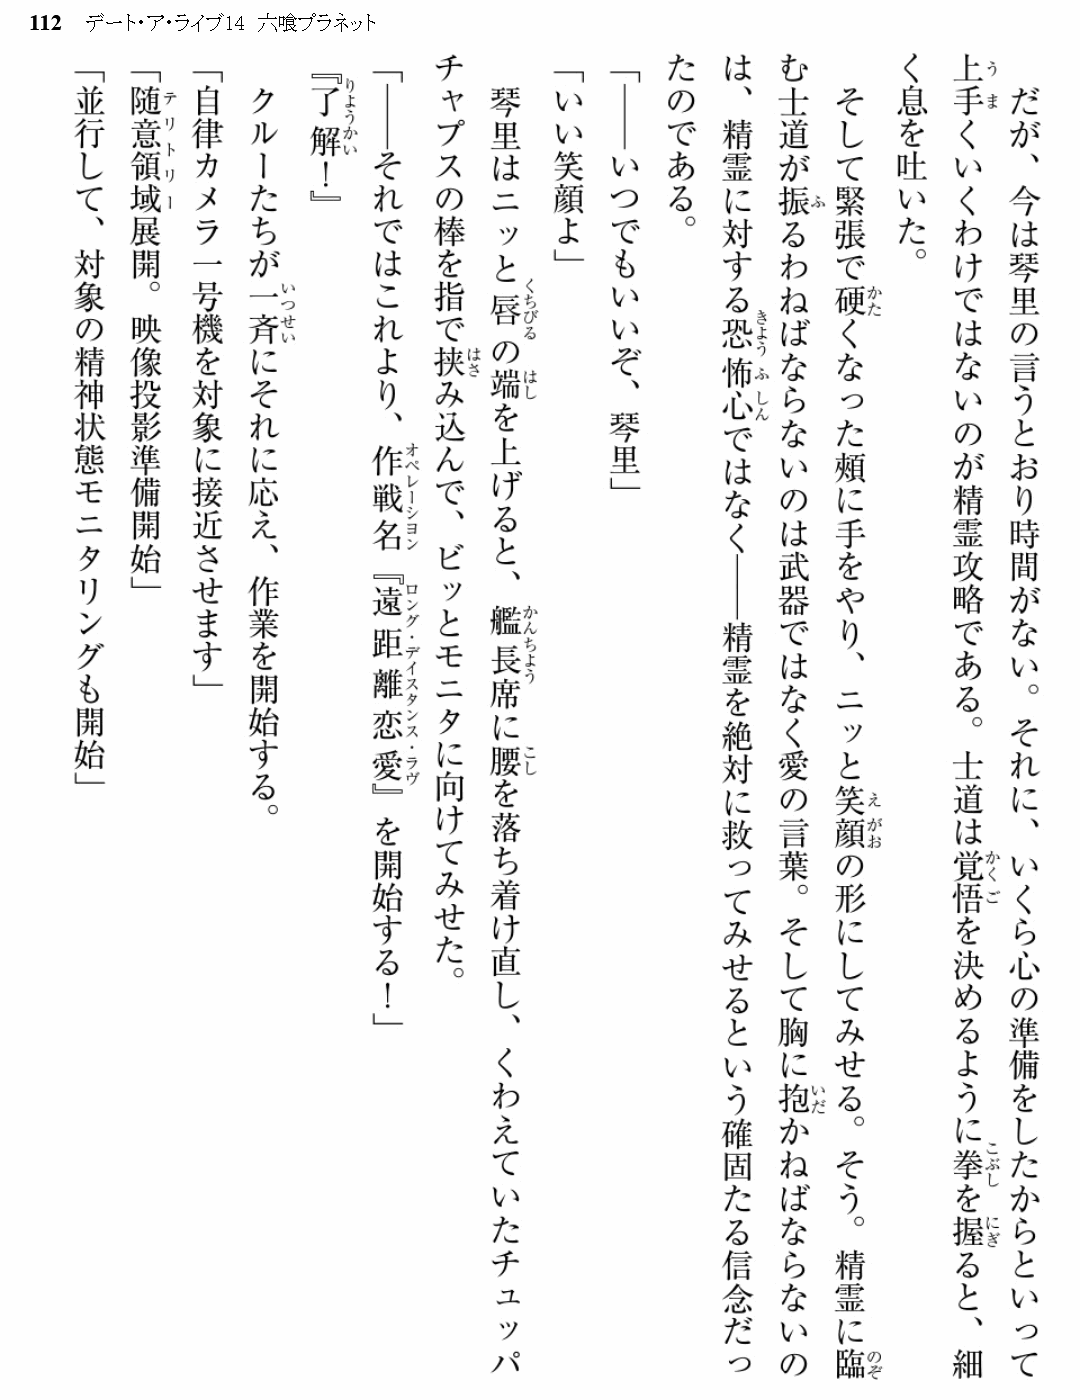 112　デート・ア・ライブ14　六喰プラネット
　だが、今は琴里の言うとおり時間がない。それに、いくら心の準備をしたからといって
上手くいくわけではないのが精霊攻略である。士道は覚悟を決めるように拳を握ると、細
く息を吐いた。
　そして緊張で硬くなった頰に手をやり、ニッと笑顔の形にしてみせる。そう。精霊に臨
む士道が振るわねばならないのは武器ではなく愛の言葉。そして胸に抱かねばならないの
は、精霊に対する恐怖心ではなく――精霊を絶対に救ってみせるという確固たる信念だっ
たのである。
「――いつでもいいぞ、琴里」
「いい笑顔よ」
　琴里はニッと唇の端を上げると、艦長席に腰を落ち着け直し、くわえていたチュッパ
チャプスの棒を指で挟み込んで、ビッとモニタに向けてみせた。
「――それではこれより、作戦名『遠距離恋愛』を開始する！」
『了解！』
　クルーたちが一斉にそれに応え、作業を開始する。
「自律カメラ一号機を対象に接近させます」
「随意領域展開。映像投影準備開始」
「並行して、対象の精神状態モニタリングも開始」